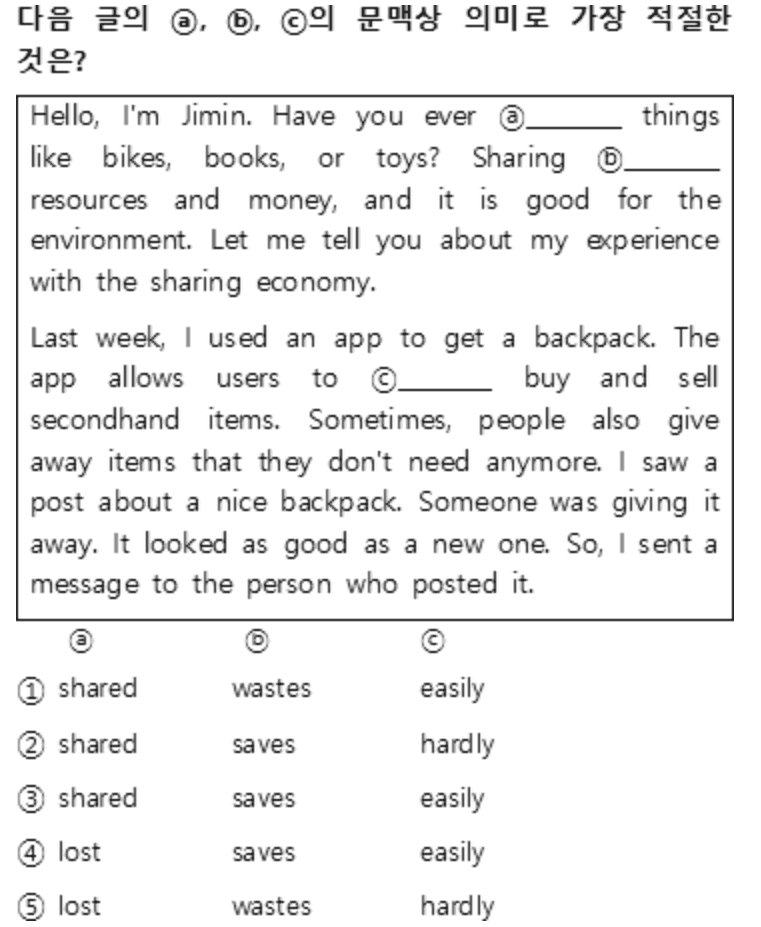 다음 글의 ⓐ, ⓑ, ⓒ의 문맥상 의미로 가장 적절한
것은?
Hello, I'm Jimin. Have you ever ⓐ______ things
like bikes, books, or toys? Sharing ⓑ______
resources and money, and it is good for the
environment. Let me tell you about my experience
with the sharing economy.
Last week, I used an app to get a backpack. The
app allows users to ⓒ______ buy and sell
secondhand items. Sometimes, people also give
away items that they don't need anymore. I saw a
post about a nice backpack. Someone was giving it
away. It looked as good as a new one. So, I sent a
message to the person who posted it.
ⓐ ⓑ ⓒ
① shared wastes easily
② shared saves hardly
③ shared saves easily
④ lost saves easily
⑤ lost wastes hardly